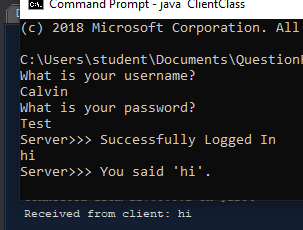 Command Prompt - java ClientClass
(c) 2018 Microsoft Corporation. All
C:\Users\student\Documents\Question
What is your username?
Calvin
What is your password?
Test
Server>>> Successfully Logged In
hi
Server>>> You said 'hi'.
Received from client: hi